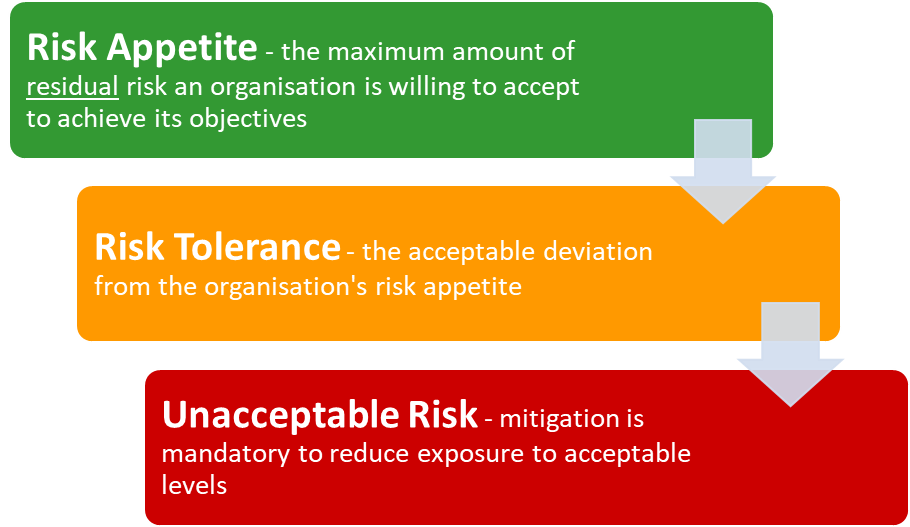 Risk Appetite - the maximum amount of
residual risk an organisation is willing to accept
to achieve its objectives
Risk Tolerance - the acceptable deviation
from the organisation's risk appetite
Unacceptable Risk - mitigation is
mandatory to reduce exposure to acceptable
levels